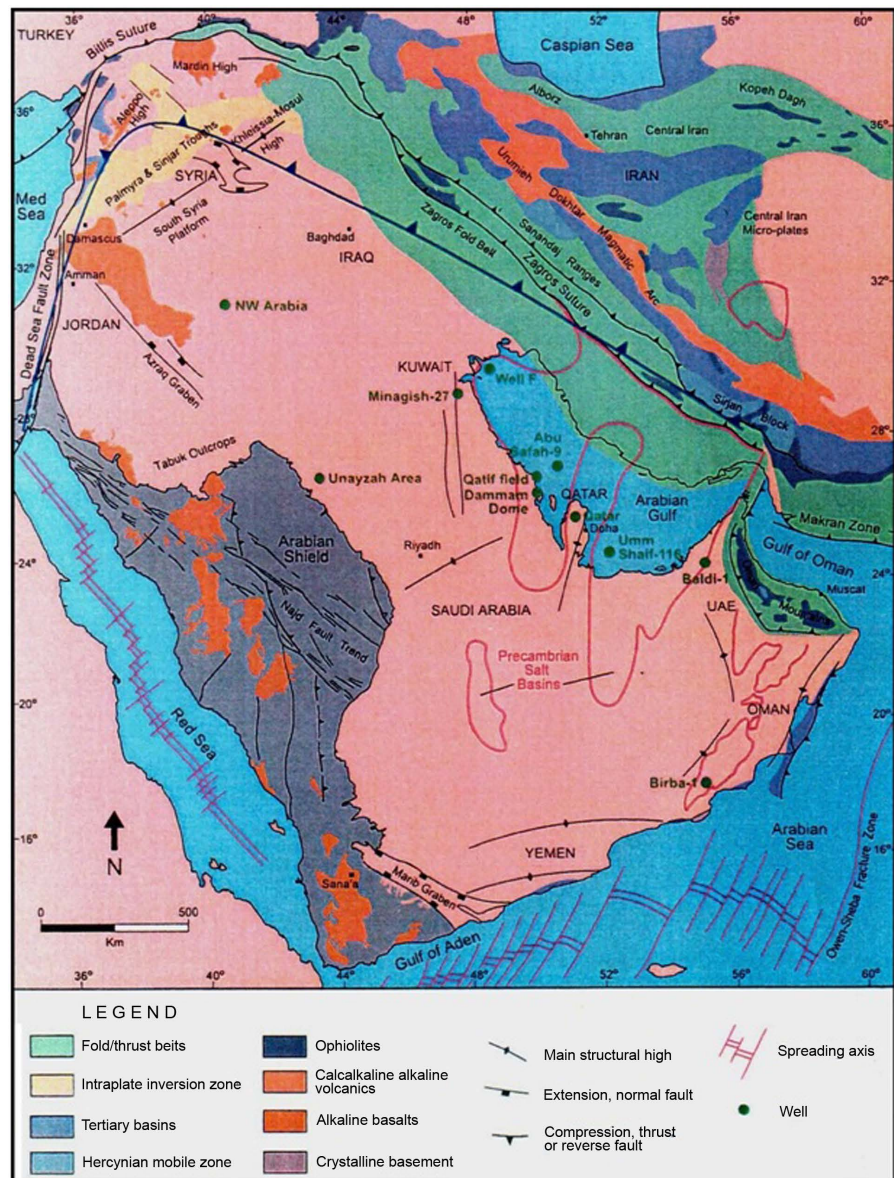 36°
40°
44°
48°
52°
56°
60°
TURKEY
Bitlis Suture
Caspian Sea
Mardin High
36°
Aleppo
High
Khleissia-Mosul
High
Alborz
Kopeh Dagh
36°
Tehran
Central Iran
Palmyra & Sinjar Troughs
SYRIA
Urumieh
Dokhtar
Magmatic
Arc
IRAN
Med
Sea
South Syria
Platform
Zagros Fold Belt
Sanandaj Ranges
Central Iran
Micro-plates
Damascus
Baghdad
IRAQ
32°
Zagros Suture
32°
Amman
Dead Sea Fault Zone
NW Arabia
JORDAN
Azraq Graben
KUWAIT
Well F
Minagish-27
Sirjan Block
28°
28°
Tabuk Outcrops
Abu
Safah-9
Unayzah Area
Qatif field
Dammam
Dome
QATAR
Qatar
Doha
Arabian
Gulf
Makran Zone
Arabian
Shield
Riyadh
Umm
Shaif-116
Gulf of Oman
24°
24°
Baldi-1
Muscat
Oman
Mountains
SAUDI ARABIA
UAE
Najd Fault Trend
Precambrian
Salt
Basins
20°
20°
OMAN
Red Sea
Birba-1
16°
Arabian
Sea
16°
N
YEMEN
Sana'a
Marib Graben
Owen-Sheba Fracture Zone
0
500
Km
Gulf of Aden
36°
40°
44°
48°
52°
56°
60°
LEGEND
Fold/thrust beits
Intraplate inversion zone
Tertiary basins
Hercynian mobile zone
Ophiolites
Calcalkaline alkaline
volcanics
Alkaline basalts
Crystalline basement
Main structural high
Extension, normal fault
Compression, thrust
or reverse fault
Spreading axis
Well